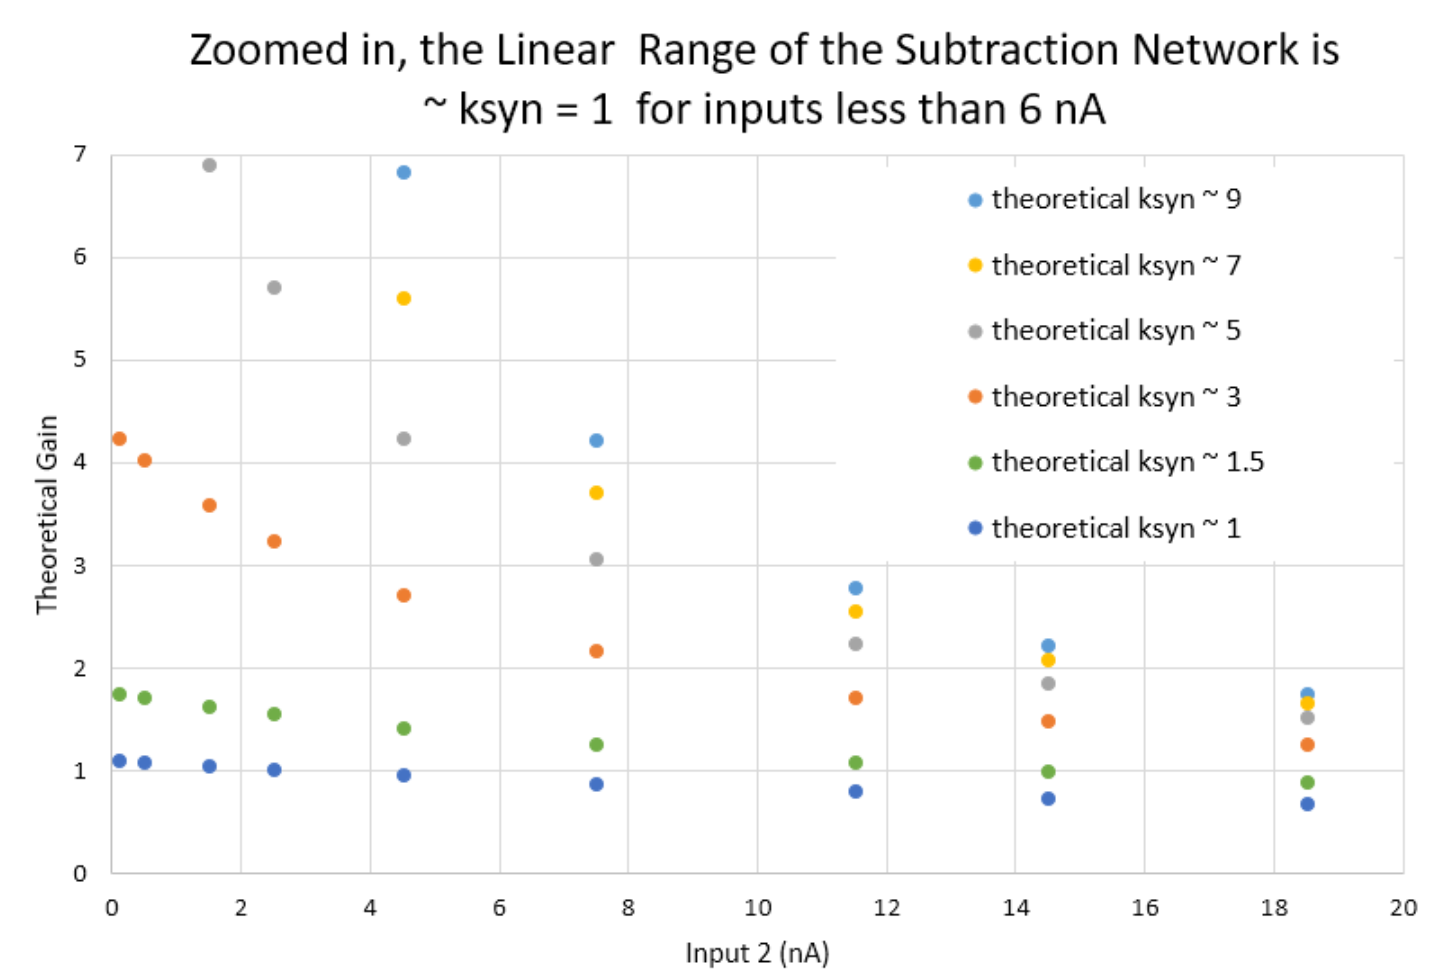 Zoomed in, the Linear Range of the Subtraction Network is
~ ksyn = 1 for inputs less than 6 nA
7
6
5
4
3
2
1
0
Theoretical Gain
theoretical ksyn ~ 9
theoretical ksyn ~ 7
theoretical ksyn ~ 5
theoretical ksyn ~ 3
theoretical ksyn ~ 1.5
theoretical ksyn ~ 1
0 2 4 6 8 10 12 14 16 18 20
Input 2 (nA)